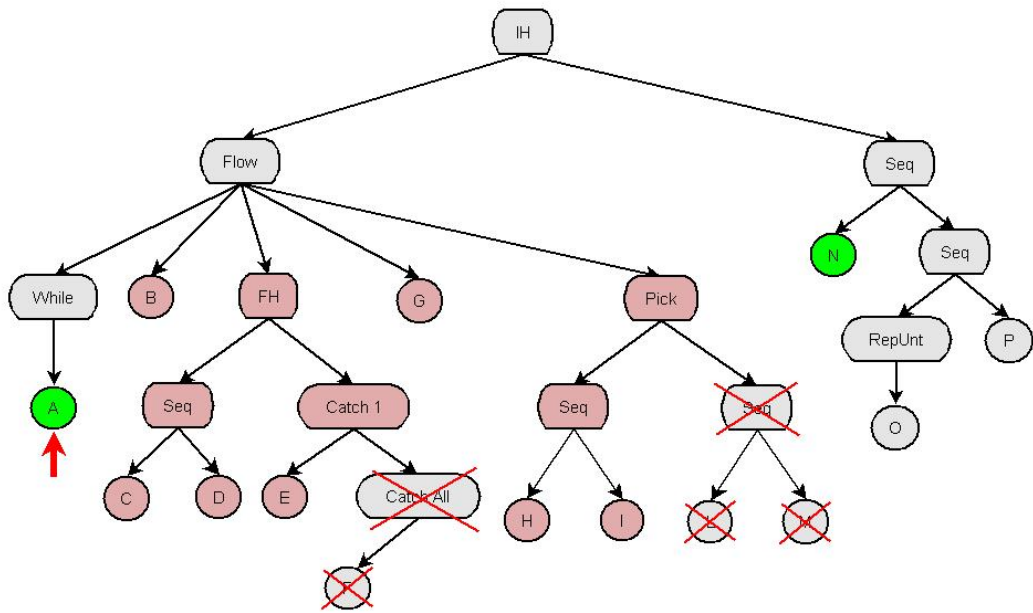 IH
Flow
Seq
While
B
FH
G
Pick
N
Seq
RepUnt
P
A
Seq
Catch 1
Seq
Seq
O
C
D
E
Catch All
H
I
L
M
F